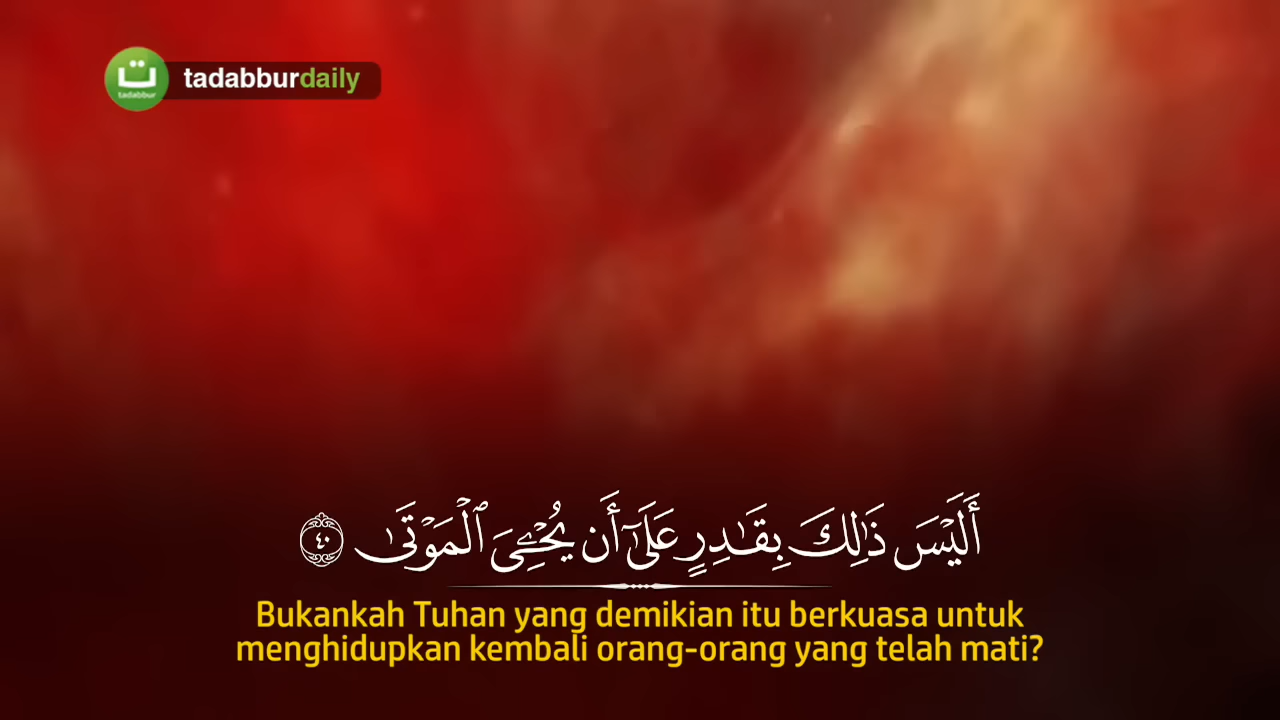 ت
tadabbur
tadabburdaily
أَلَيْسَ ذَٰلِكَ بِقَٰدِرٍ عَلَىٰٓ أَن يُحْـِۧىَ ٱلْمَوْتَىٰ ٤٠
Bukankah Tuhan yang demikian itu berkuasa untuk
menghidupkan kembali orang-orang yang telah mati?